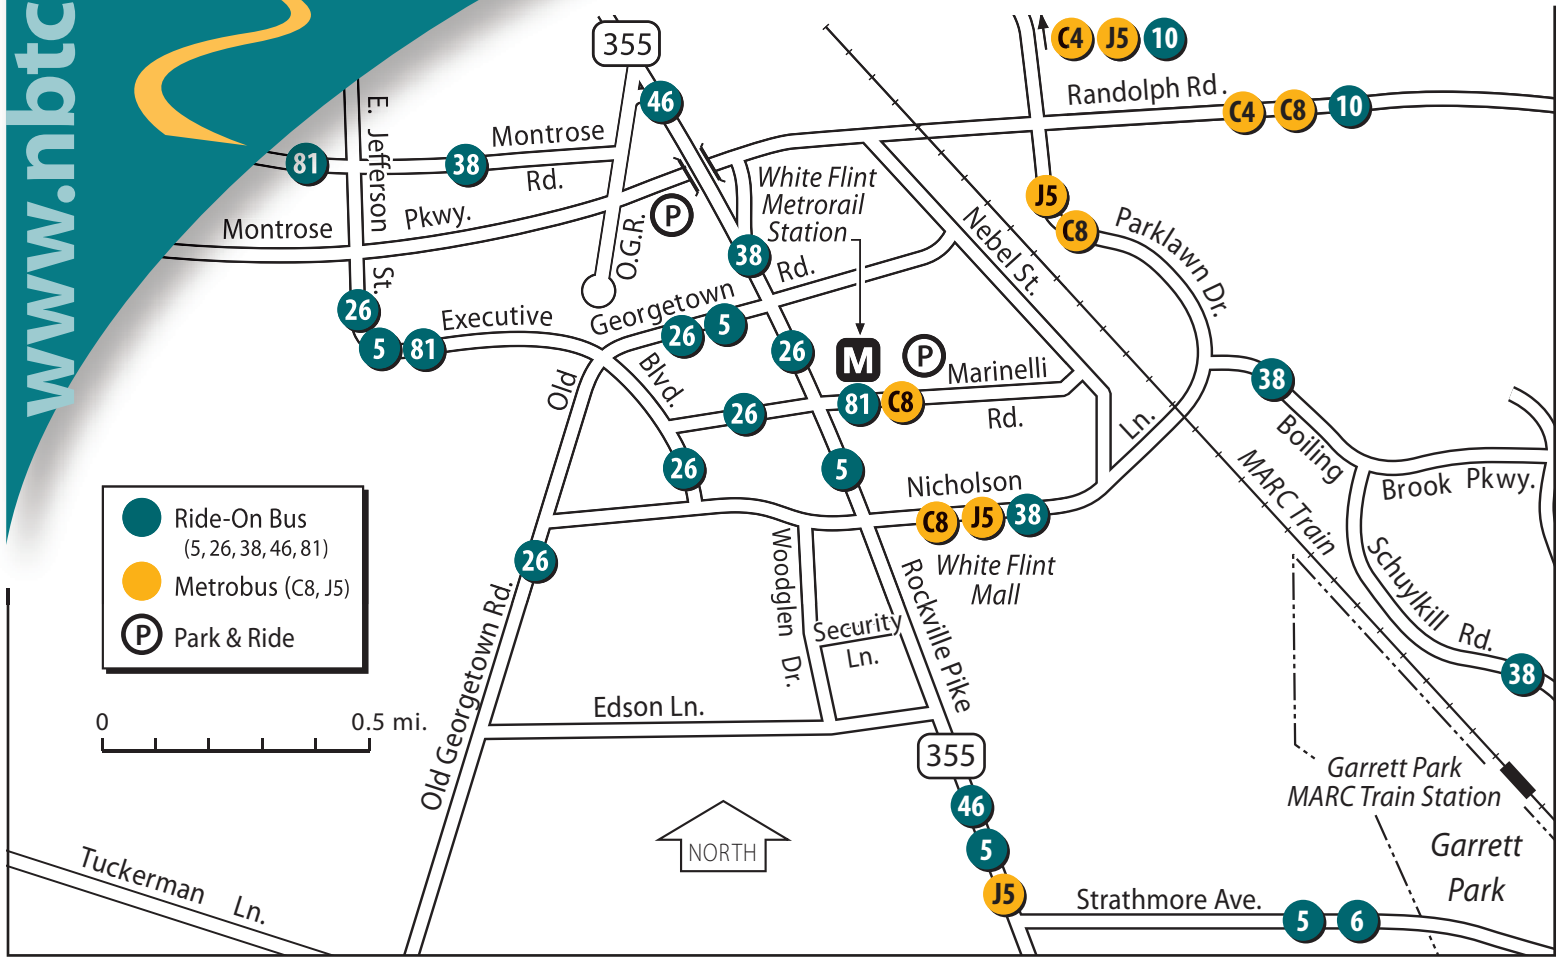 www.nbtc
355
C4 J5 10
46
Randolph Rd.
C4 C8 10
E. Jefferson St.
Montrose Rd.
81
38
Montrose Pkwy.
P
O.G.R.
White Flint
Metrorail
Station
J5
C8
Nebel St.
Parklawn Dr.
38
26
5 81
Executive Blvd.
Old Georgetown Rd.
26 5
26
M
P
Marinelli Rd.
81 C8
26
38
Boiling Brook Pkwy.
26
5
Nicholson Ln.
C8 J5 38
White Flint
Mall
MARC Train
Ride-On Bus
(5, 26, 38, 46, 81)
Metrobus (C8, J5)
P Park & Ride
26
Woodglen Dr.
Security
Ln.
Rockville Pike
Schuylkill Rd.
38
Old Georgetown Rd.
Edson Ln.
0 0.5 mi.
355
Garrett Park
MARC Train Station
46
5
J5
NORTH
Garrett
Park
Tuckerman Ln.
Strathmore Ave.
5 6